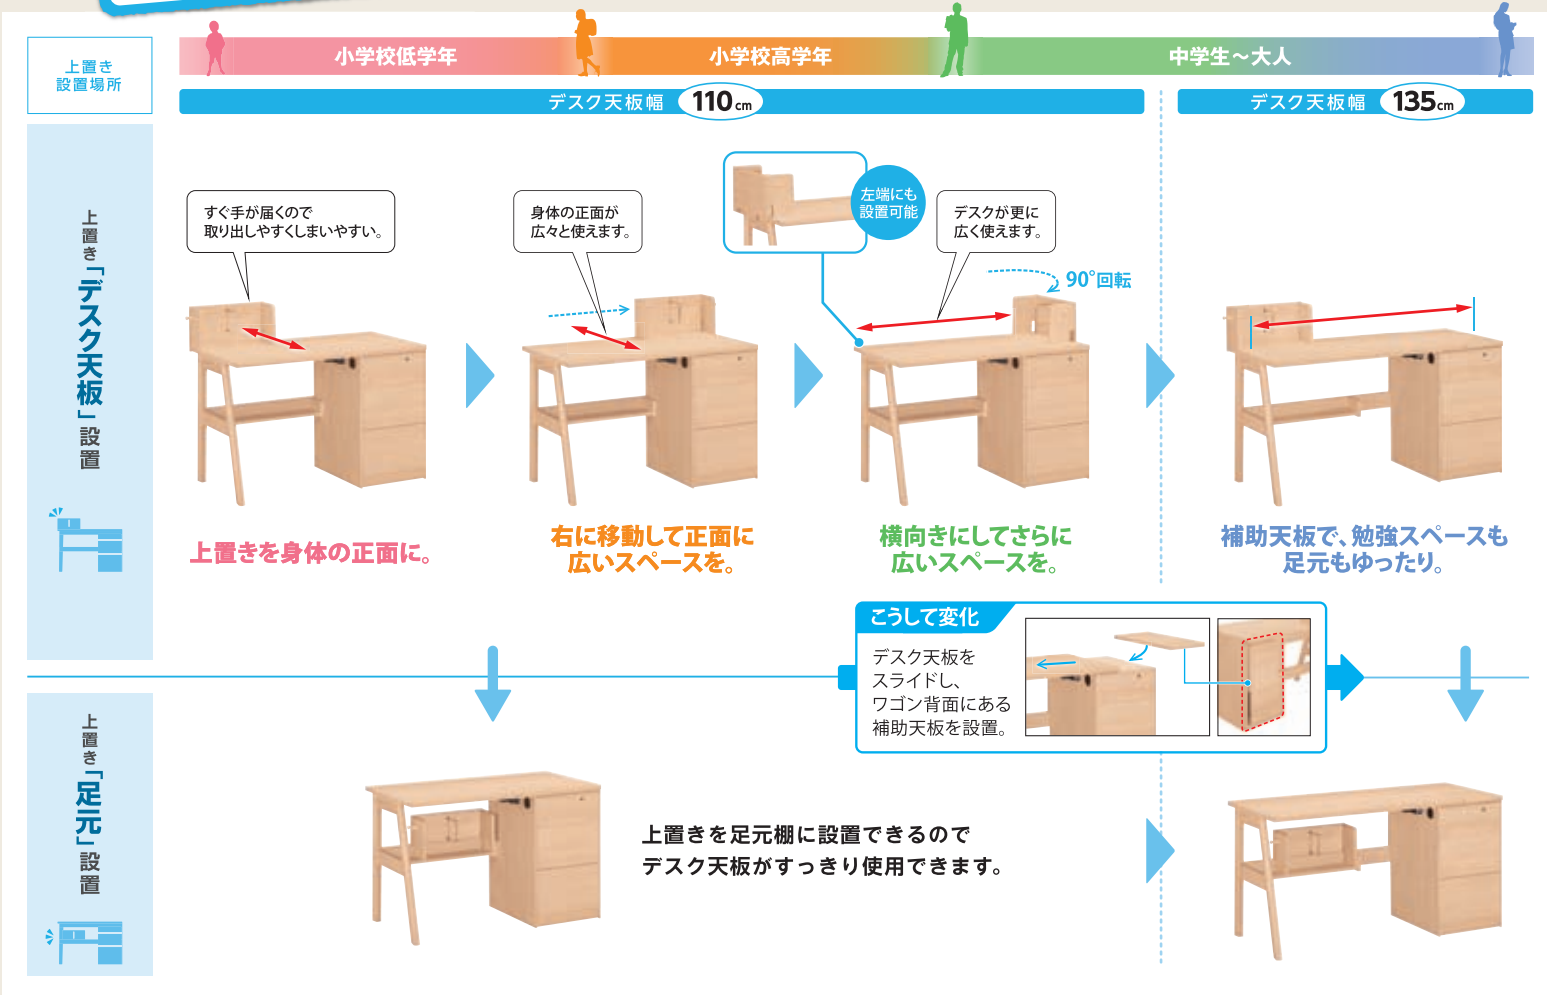 上置き
設置場所
小学校低学年
小学校高学年
中学生～大人
デスク天板幅 110cm
デスク天板幅 135cm
上置き「デスク天板」設置
すぐ手が届くので
取り出しやすくしまいやすい。
身体の正面が
広々と使えます。
左端にも
設置可能
デスクが更に
広く使えます。
90°回転
上置きを身体の正面に。
右に移動して正面に
広いスペースを。
横向きにしてさらに
広いスペースを。
補助天板で、勉強スペースも
足元もゆったり。
こうして変化
デスク天板を
スライドし、
ワゴン背面にある
補助天板を設置。
上置き「足元」設置
上置きを足元棚に設置できるので
デスク天板がすっきり使用できます。